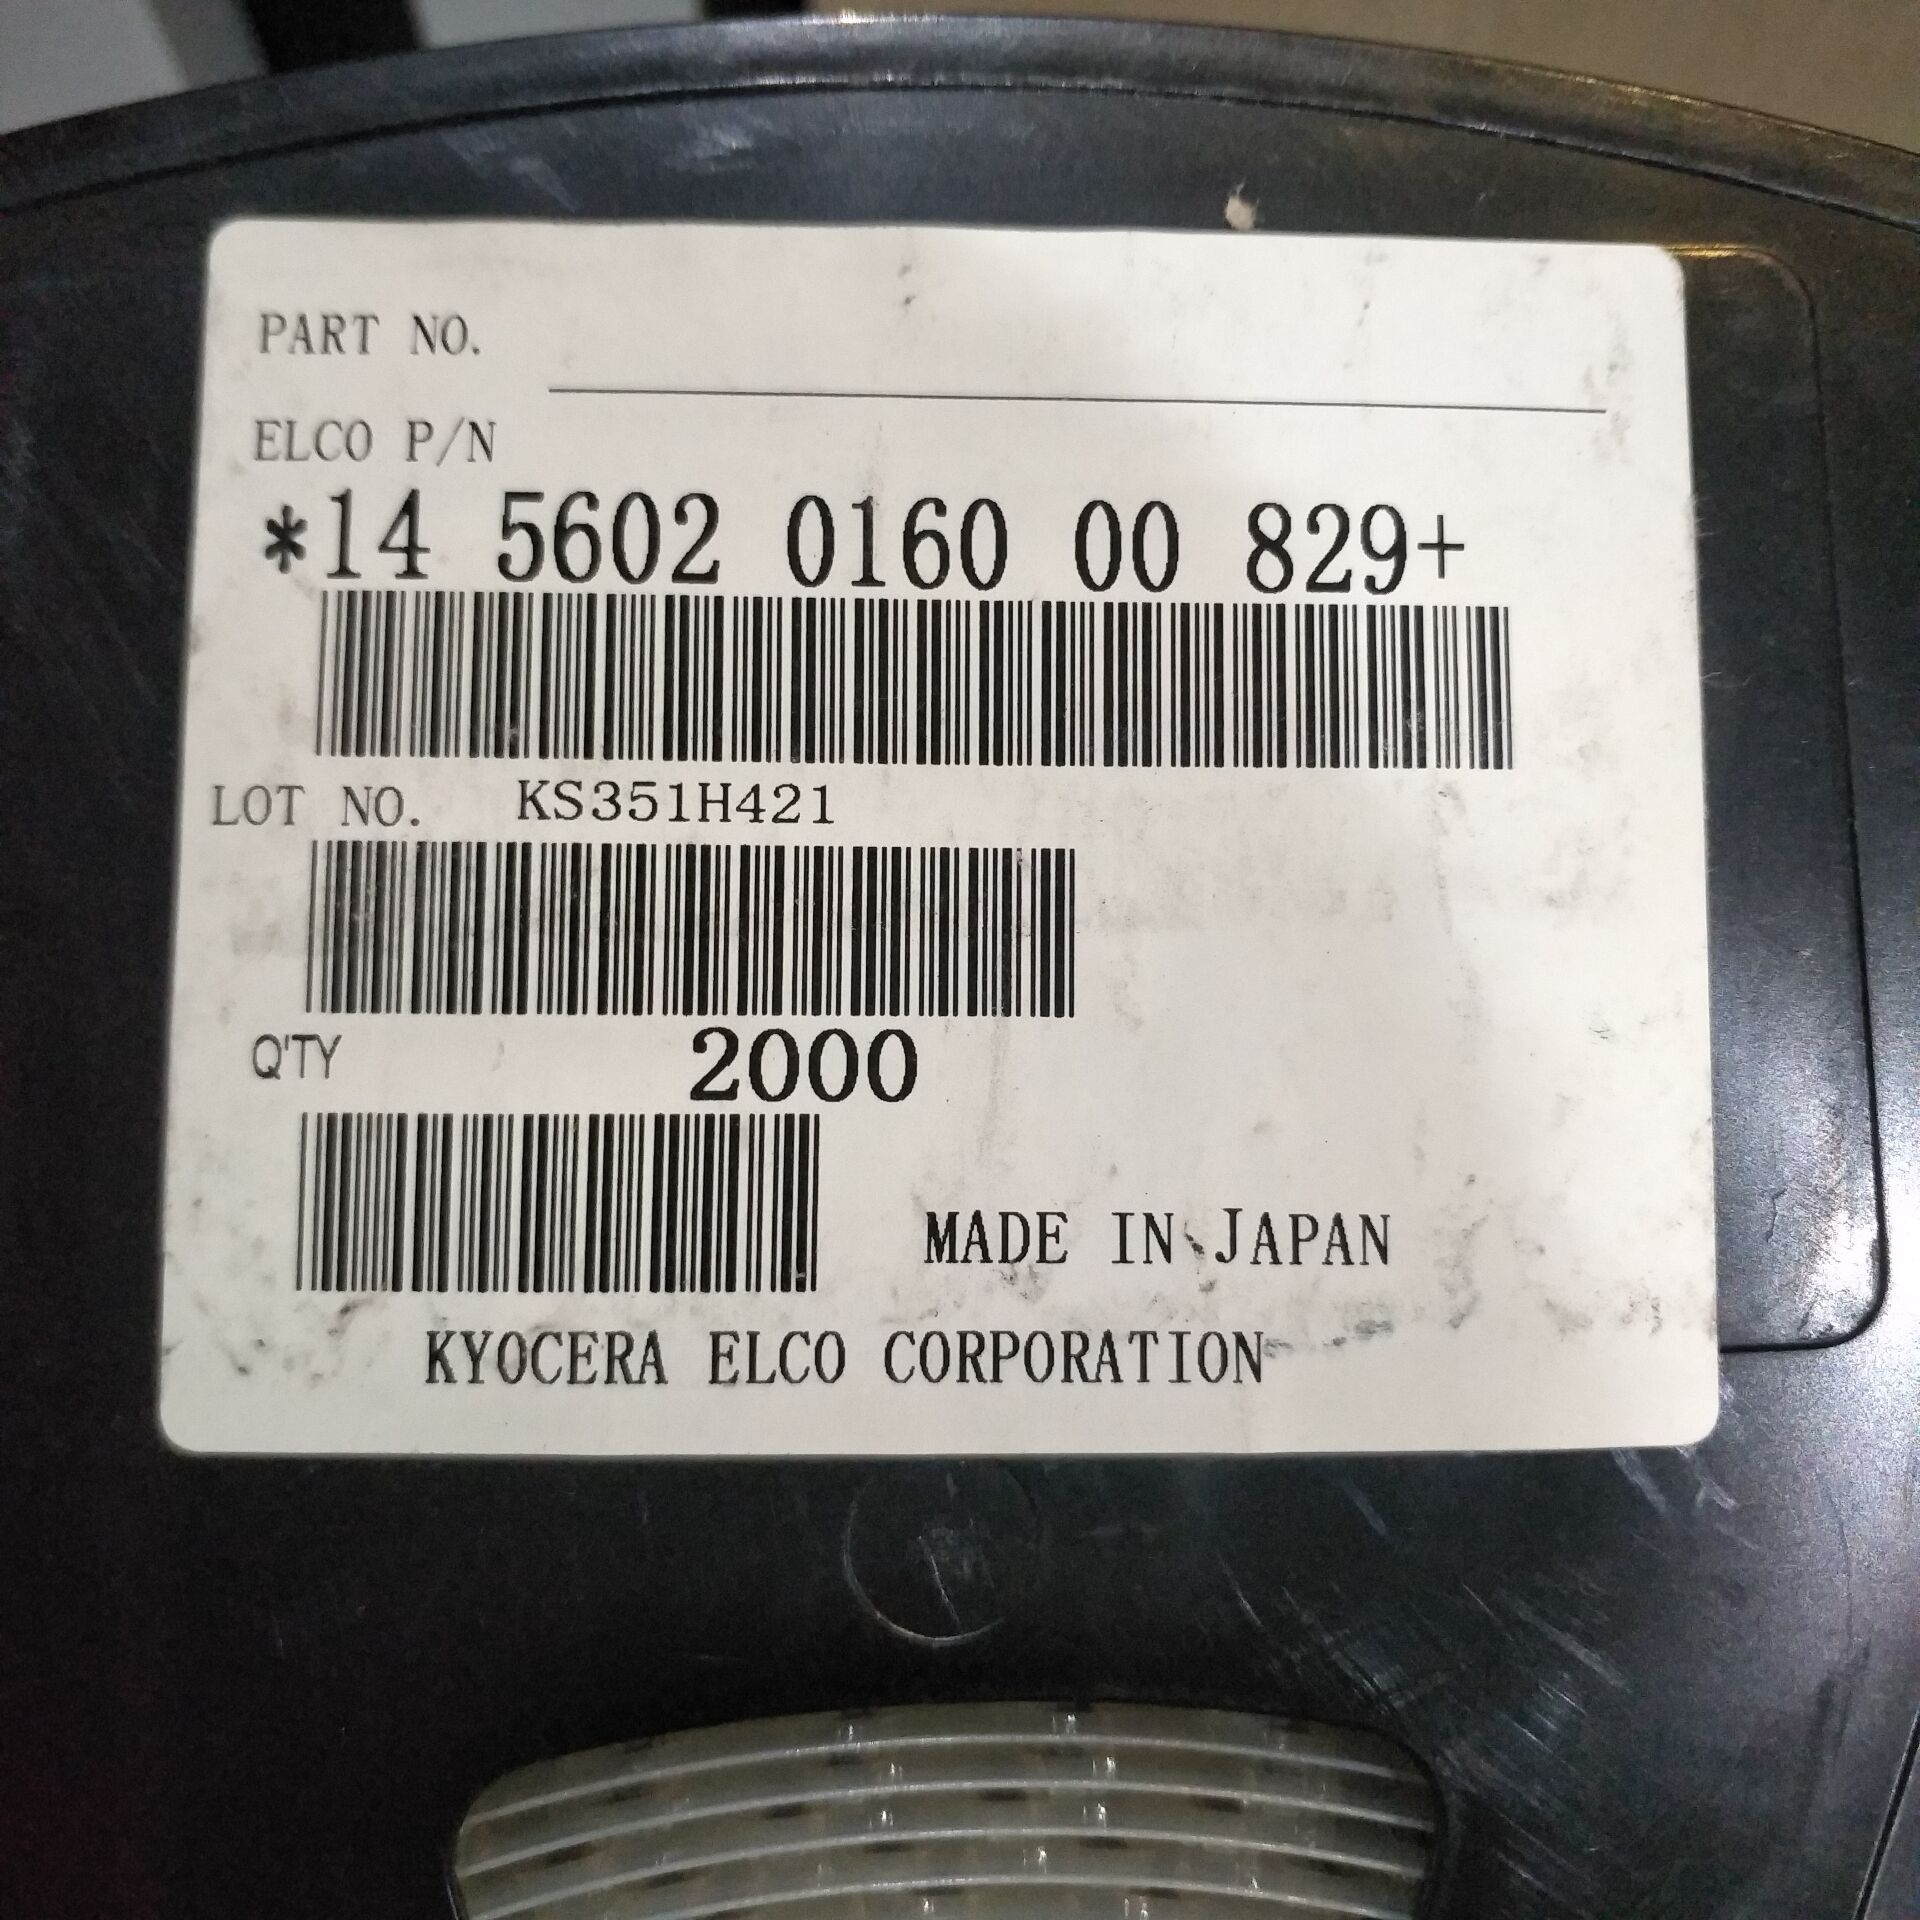 PART NO.
ELCO P/N
*14 5602 0160 00 829+
LOT NO. KS351H421
Q'TY 2000
MADE IN JAPAN
KYOCERA ELCO CORPORATION